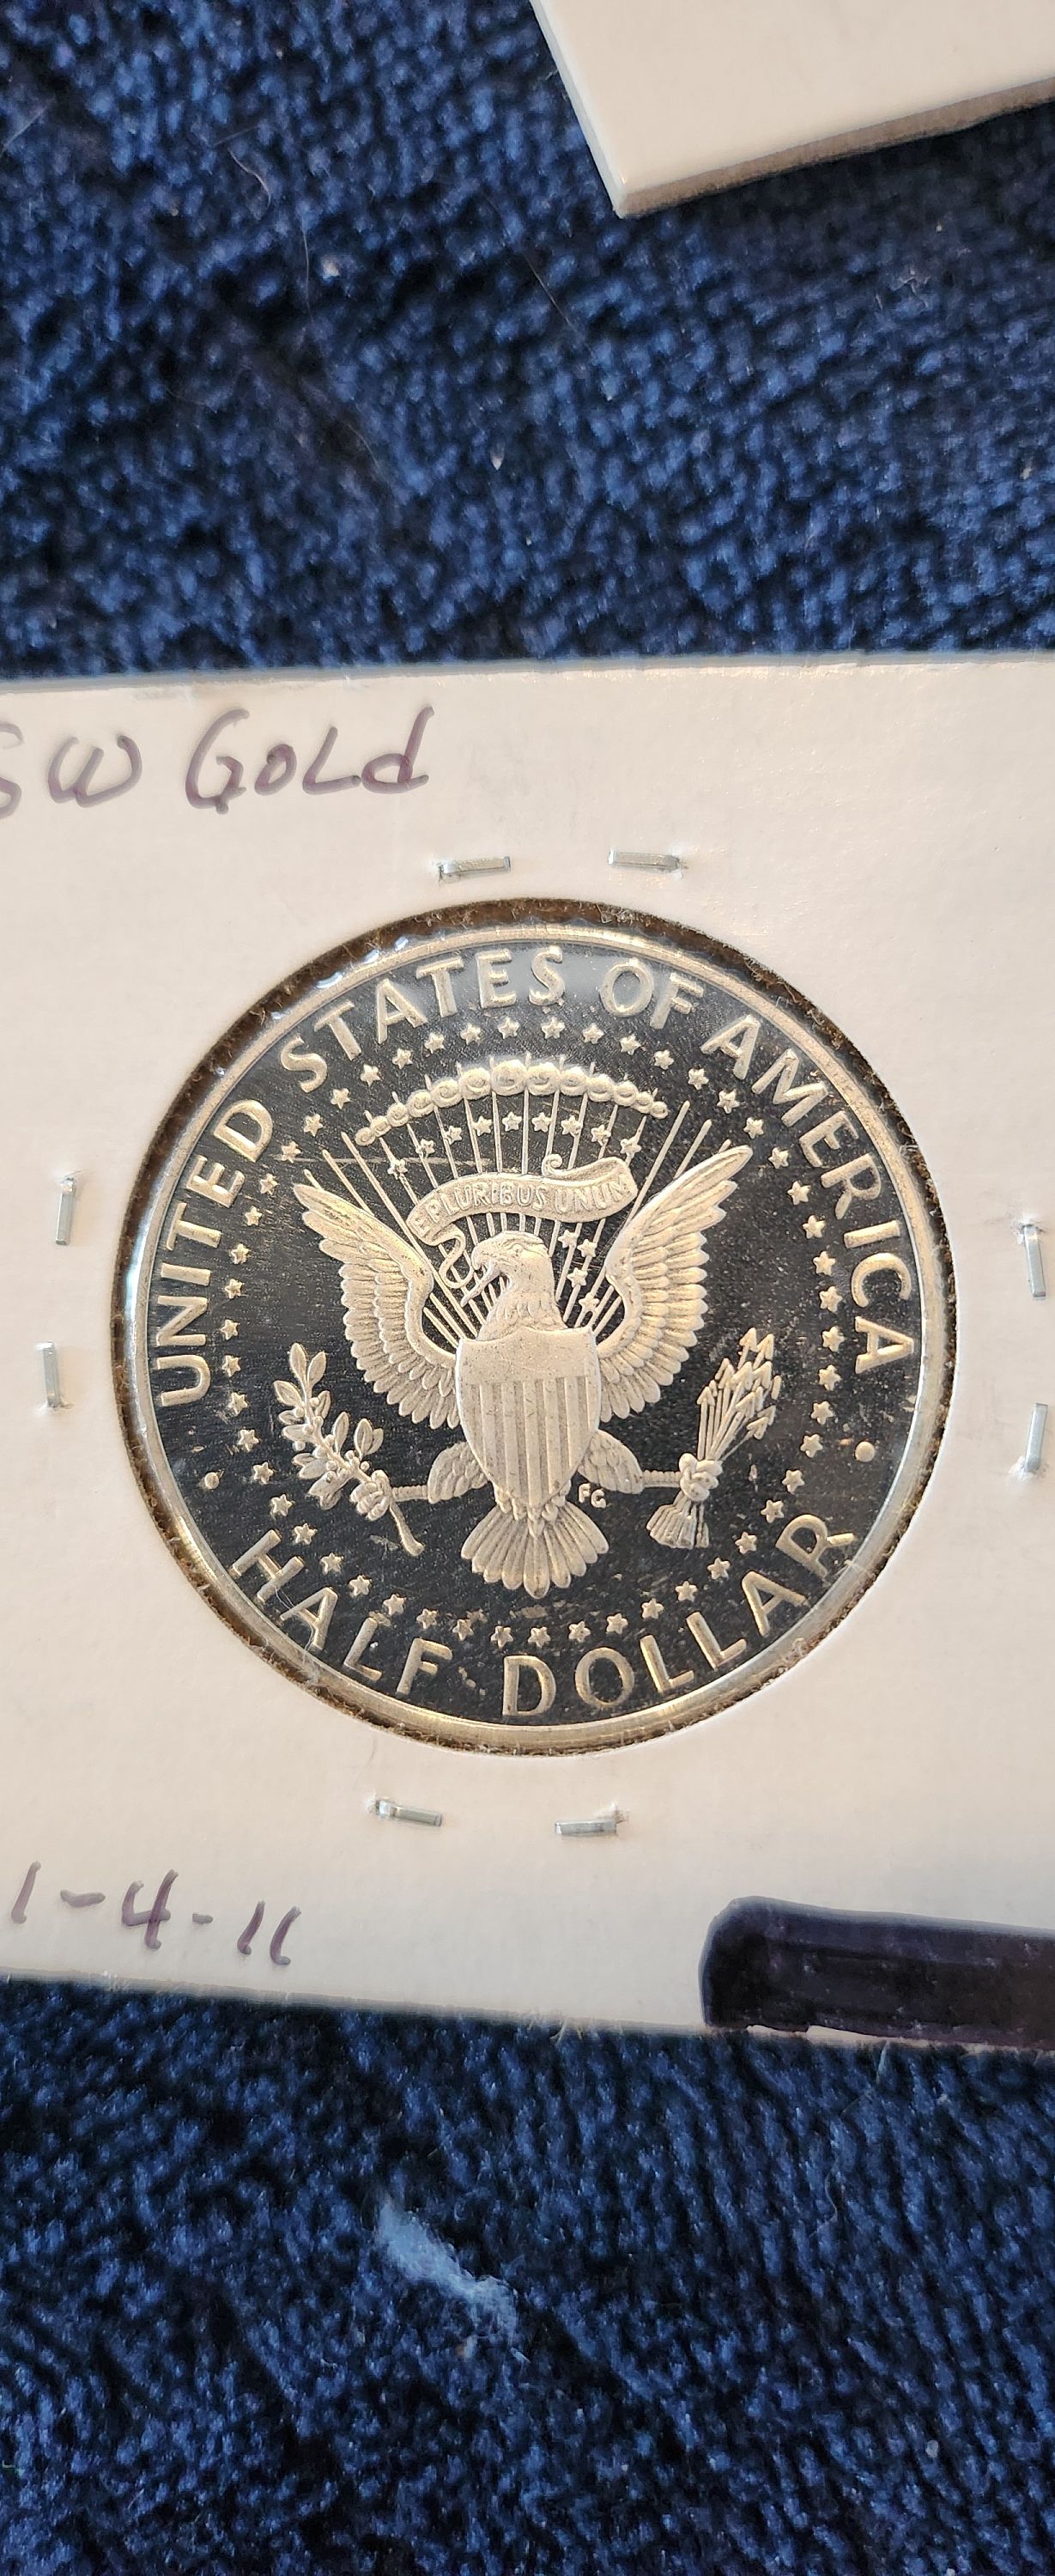 SW GOLd
UNITED STATES OF AMERICA
E PLURIBUS UNUM
FG
HALF DOLLAR
1-4-11